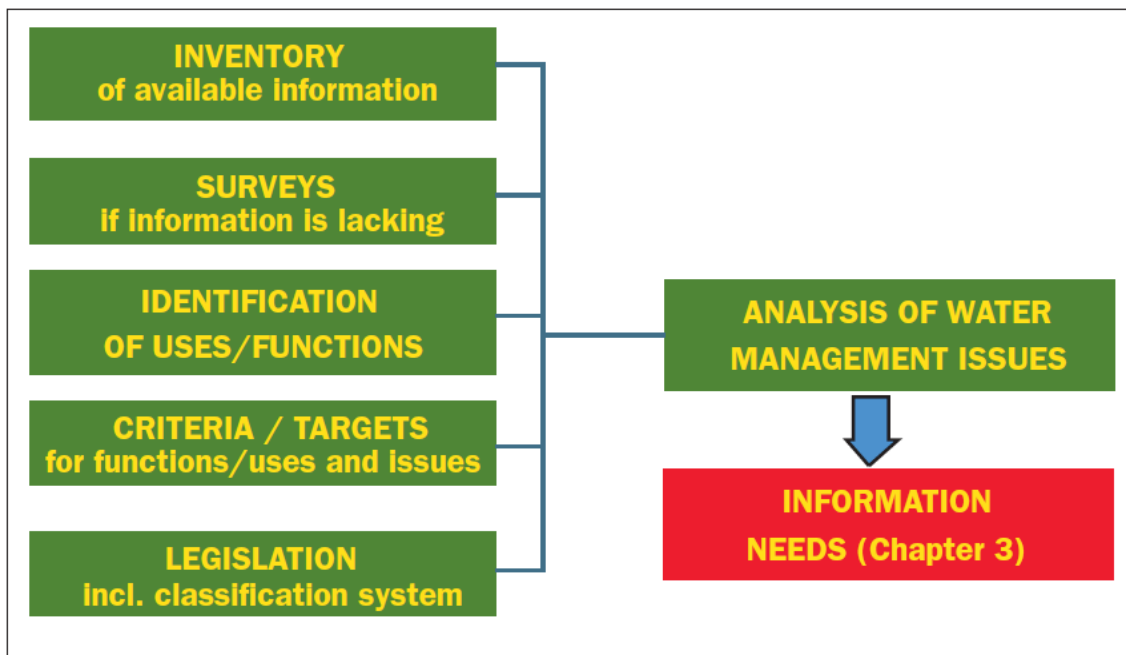 INVENTORY
of available information
SURVEYS
if information is lacking
IDENTIFICATION
OF USES/FUNCTIONS
CRITERIA / TARGETS
for functions/uses and issues
LEGISLATION
incl. classification system
ANALYSIS OF WATER
MANAGEMENT ISSUES
INFORMATION
NEEDS (Chapter 3)